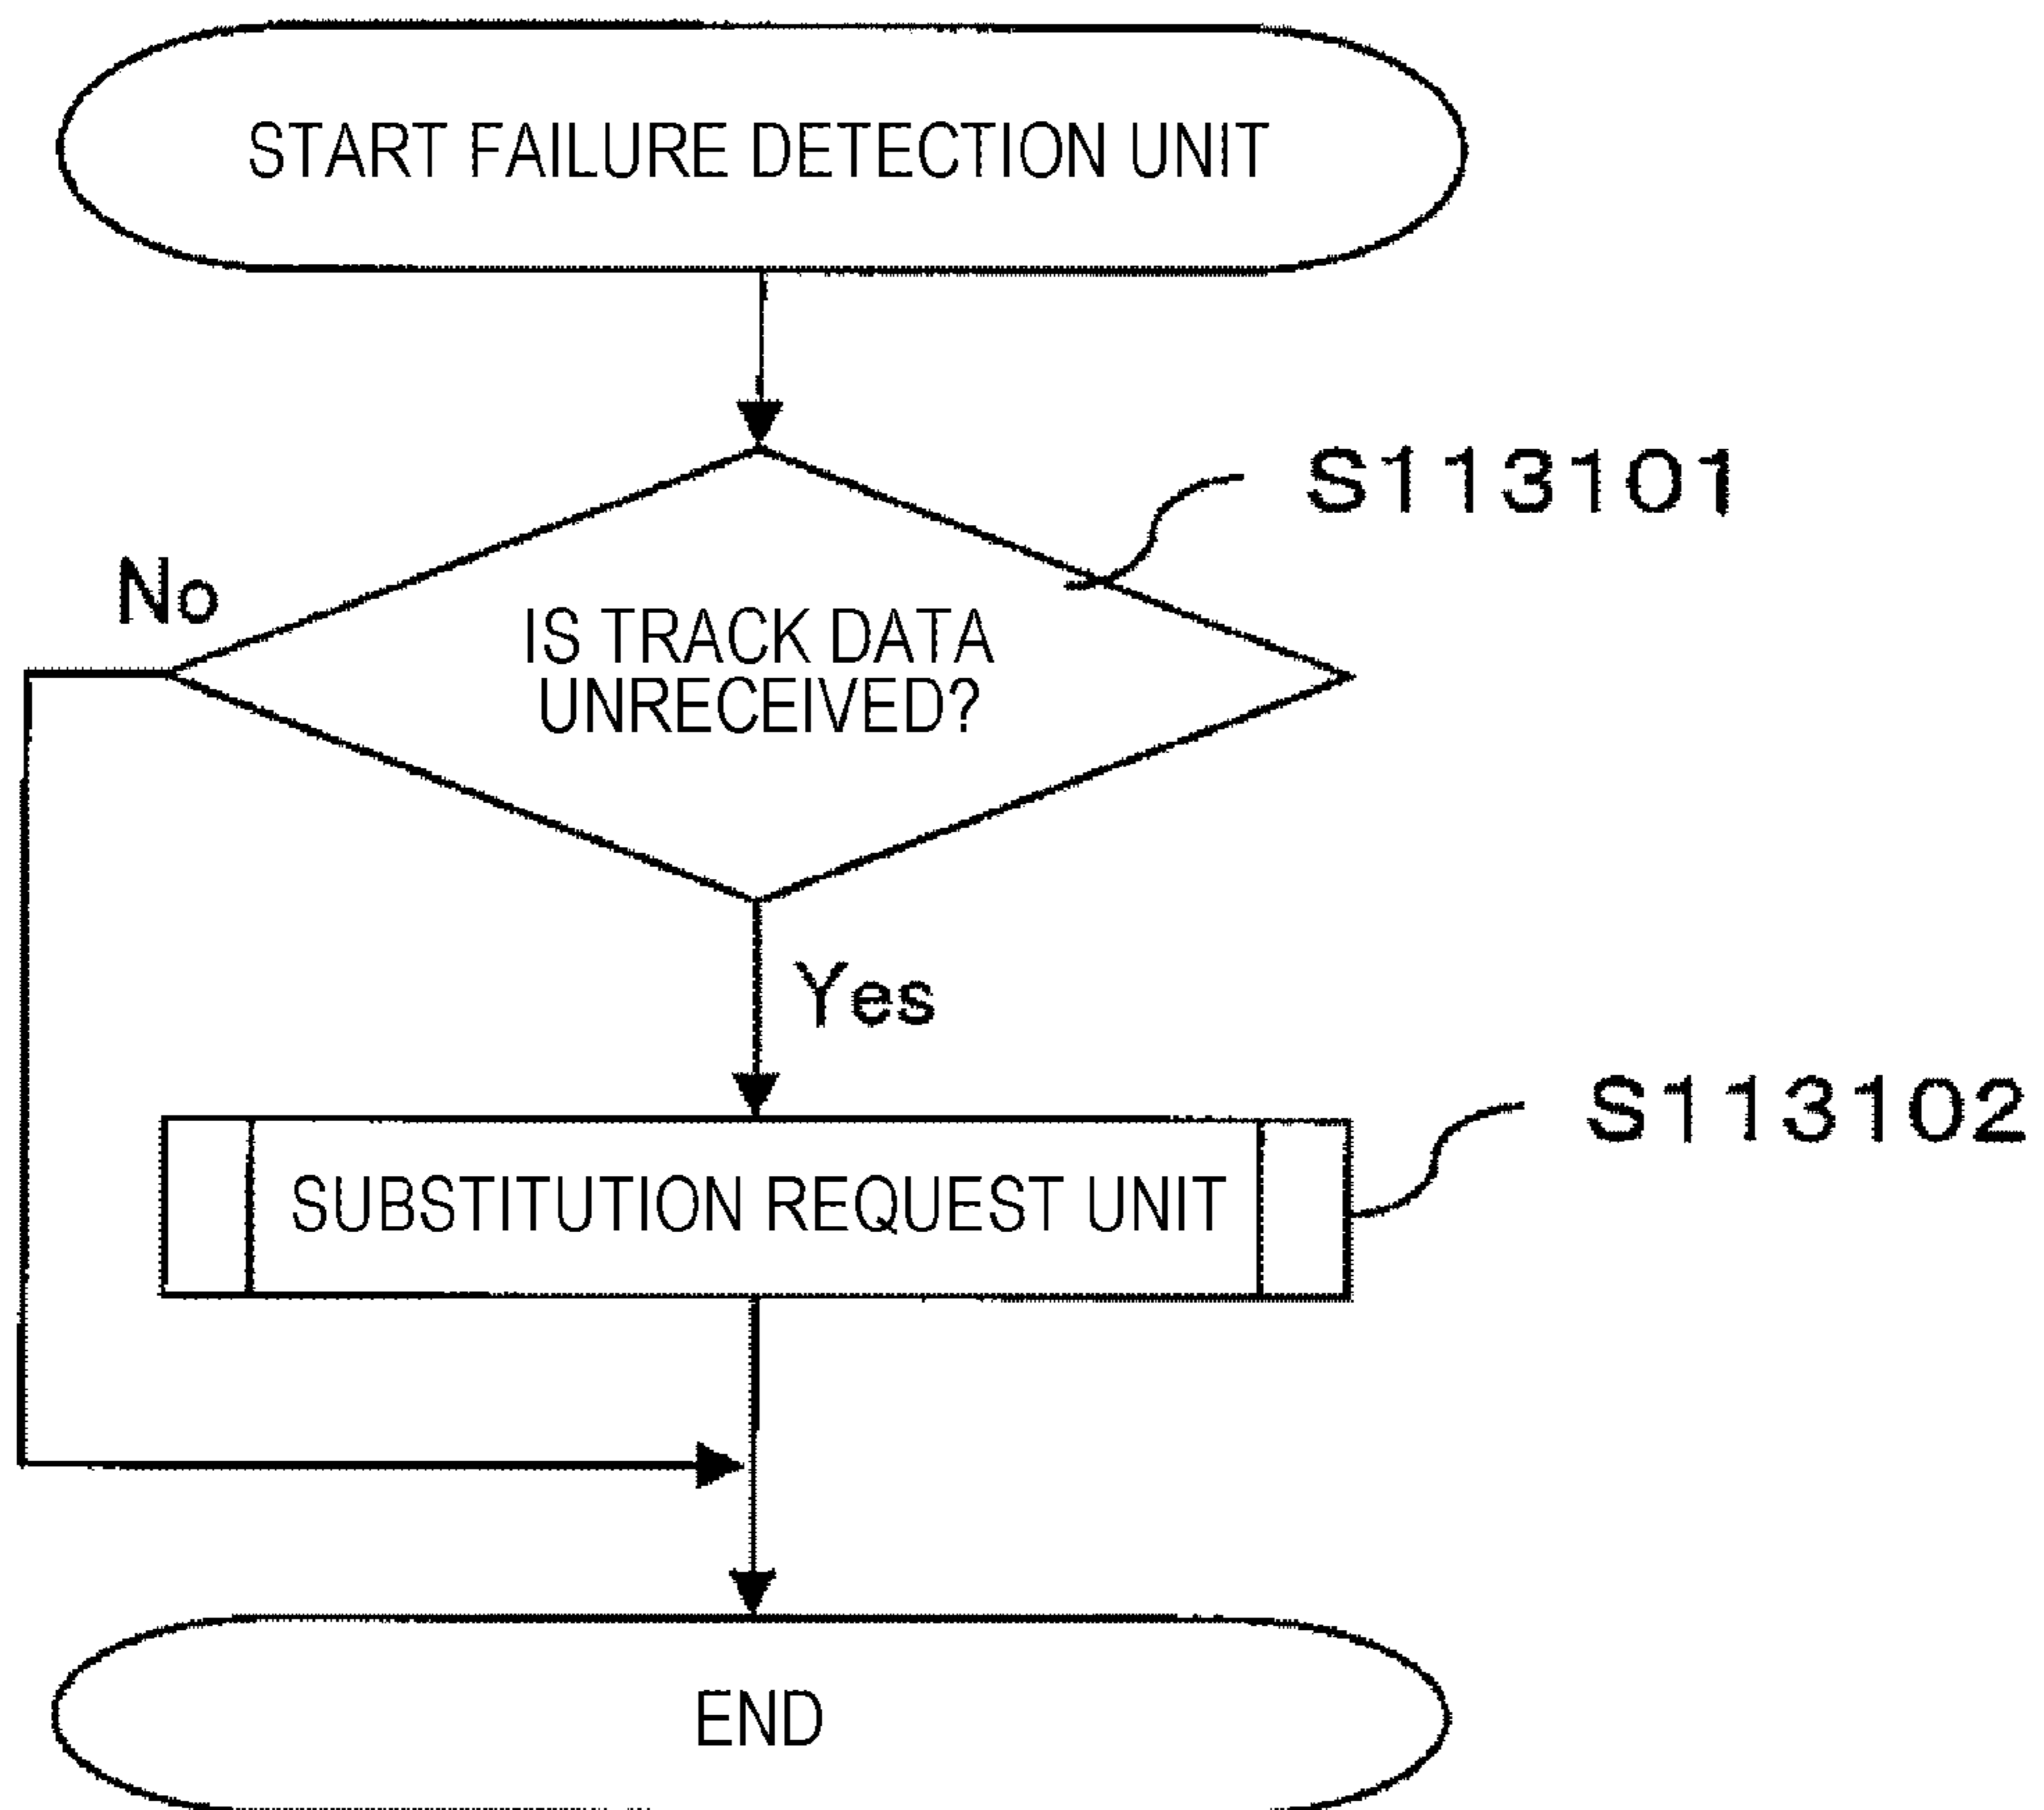 START FAILURE DETECTION UNIT
S113101
No
IS TRACK DATA
UNRECEIVED?
Yes
S113102
SUBSTITUTION REQUEST UNIT
END